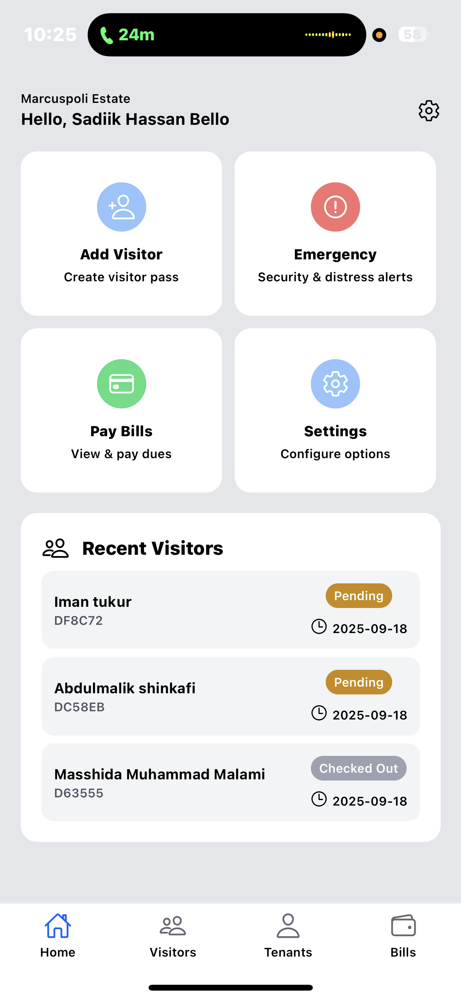 10:25
24m
58
Marcuspoli Estate
Hello, Sadiik Hassan Bello
Add Visitor
Create visitor pass
Emergency
Security & distress alerts
Pay Bills
View & pay dues
Settings
Configure options
Recent Visitors
Iman tukur
DF8C72
Pending
2025-09-18
Abdulmalik shinkafi
DC58EB
Pending
2025-09-18
Masshida Muhammad Malami
D63555
Checked Out
2025-09-18
Home
Visitors
Tenants
Bills